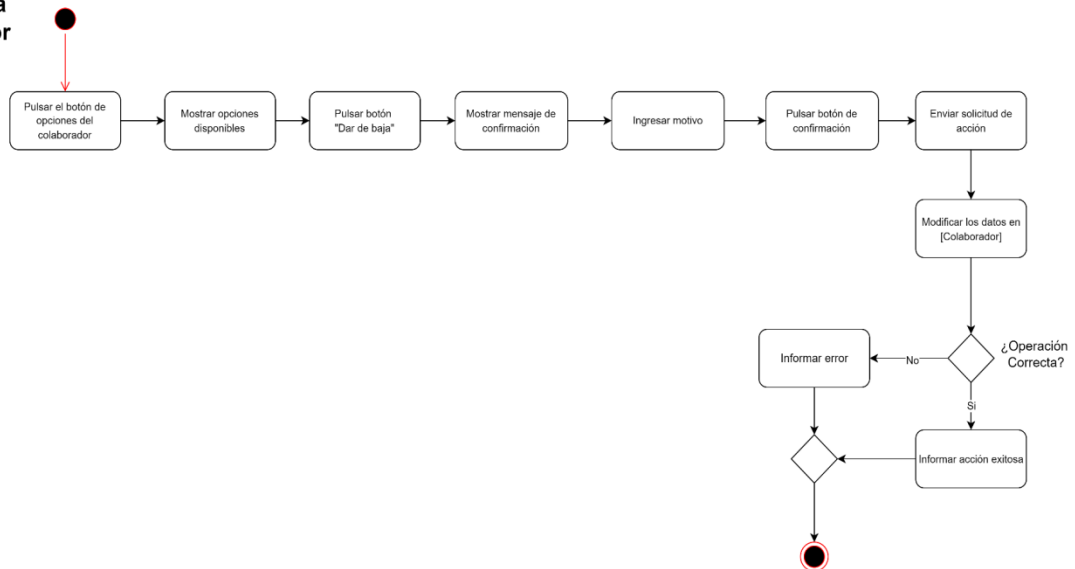 Pulsar el botón de
opciones del
colaborador
Mostrar opciones
disponibles
Pulsar botón
"Dar de baja"
Mostrar mensaje de
confirmación
Ingresar motivo
Pulsar botón de
confirmación
Enviar solicitud de
acción
Modificar los datos en
[Colaborador]
¿Operación
Correcta?
No
Informar error
Si
Informar acción exitosa